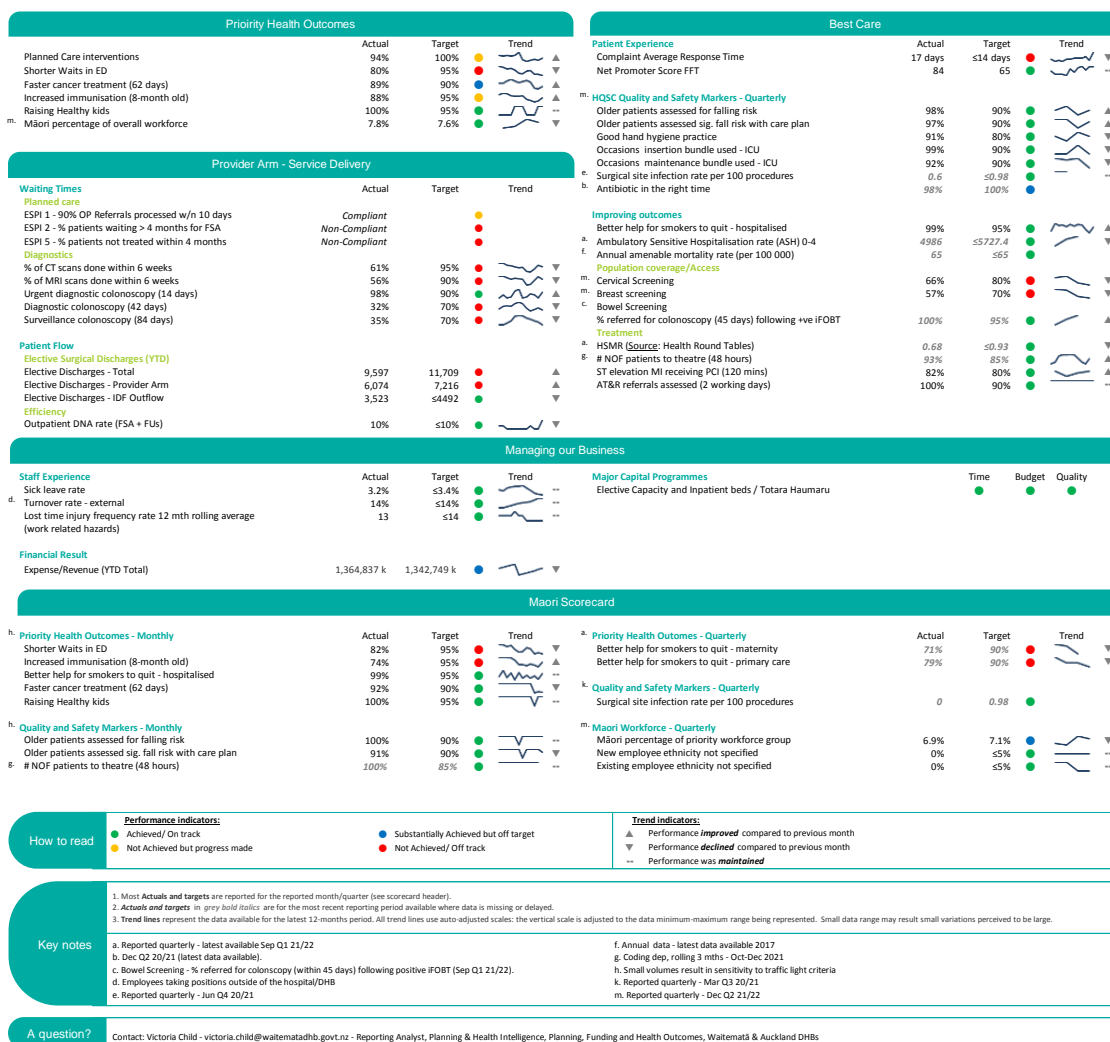 Prioirity Health Outcomes
Actual Target Trend
Planned Care interventions 94% 100%
Shorter Waits in ED 80% 95%
Faster cancer treatment (62 days) 89% 90%
Increased immunisation (8-month old) 88% 95%
Raising Healthy kids 100% 95% --
m. Māori percentage of overall workforce 7.8% 7.6%
Provider Arm - Service Delivery
Waiting Times Actual Target Trend
Planned care
ESPI 1 - 90% OP Referrals processed w/n 10 days Compliant
ESPI 2 - % patients waiting > 4 months for FSA Non-Compliant
ESPI 5 - % patients not treated within 4 months Non-Compliant
Diagnostics
% of CT scans done within 6 weeks 61% 95%
% of MRI scans done within 6 weeks 56% 90%
Urgent diagnostic colonoscopy (14 days) 98% 90%
Diagnostic colonoscopy (42 days) 32% 70%
Surveillance colonoscopy (84 days) 35% 70%
Patient Flow
Elective Surgical Discharges (YTD)
Elective Discharges - Total 9,597 11,709
Elective Discharges - Provider Arm 6,074 7,216
Elective Discharges - IDF Outflow 3,523 ≤4492
Efficiency
Outpatient DNA rate (FSA + FUs) 10% ≤10%
Best Care
Patient Experience Actual Target Trend
Complaint Average Response Time 17 days ≤14 days
Net Promoter Score FFT 84 65 --
m. HQSC Quality and Safety Markers - Quarterly
Older patients assessed for falling risk 98% 90%
Older patients assessed sig. fall risk with care plan 97% 90%
Good hand hygiene practice 91% 80%
Occasions insertion bundle used - ICU 99% 90%
Occasions maintenance bundle used - ICU 92% 90%
e. Surgical site infection rate per 100 procedures 0.6 ≤0.98
b. Antibiotic in the right time 98% 100%
Improving outcomes
Better help for smokers to quit - hospitalised 99% 95%
a. Ambulatory Sensitive Hospitalisation rate (ASH) 0-4 4986 ≤5727.4
f. Annual amenable mortality rate (per 100 000) 65 ≤65
Population coverage/Access
m. Cervical Screening 66% 80%
m. Breast screening 57% 70%
c. Bowel Screening
% referred for colonoscopy (45 days) following +ve iFOBT 100% 95%
Treatment
a. HSMR (Source: Health Round Tables) 0.68 ≤0.93
g. # NOF patients to theatre (48 hours) 93% 85%
ST elevation MI receiving PCI (120 mins) 82% 80%
AT&R referrals assessed (2 working days) 100% 90% --
Managing our Business
Staff Experience Actual Target Trend
Sick leave rate 3.2% ≤3.4% --
d. Turnover rate - external 14% ≤14% --
Lost time injury frequency rate 12 mth rolling average 13 ≤14 --
(work related hazards)
Financial Result
Expense/Revenue (YTD Total) 1,364,837 k 1,342,749 k
Major Capital Programmes Time Budget Quality
Elective Capacity and Inpatient beds / Totara Haumaru
Maori Scorecard
h. Priority Health Outcomes - Monthly Actual Target Trend
Shorter Waits in ED 82% 95%
Increased immunisation (8-month old) 74% 95%
Better help for smokers to quit - hospitalised 99% 95% --
Faster cancer treatment (62 days) 92% 90%
Raising Healthy kids 100% 95% --
h. Quality and Safety Markers - Monthly
Older patients assessed for falling risk 100% 90% --
Older patients assessed sig. fall risk with care plan 91% 90%
g. # NOF patients to theatre (48 hours) 100% 85% --
a. Priority Health Outomes - Quarterly Actual Target Trend
Better help for smokers to quit - maternity 71% 90%
Better help for smokers to quit - primary care 79% 90%
k. Quality and Safety Markers - Quarterly
Surgical site infection rate per 100 procedures 0 0.98
m. Maori Workforce - Quarterly
Māori percentage of priority workforce group 6.9% 7.1%
New employee ethnicity not specified 0% ≤5% --
Existing employee ethnicity not specified 0% ≤5% --
How to read
Performance indicators:
Achieved/ On track
Not Achieved but progress made
Substantially Achieved but off target
Not Achieved/ Off track
Trend indicators:
Performance improved compared to previous month
Performance declined compared to previous month
-- Performance was maintained
Key notes
1. Most Actuals and targets are reported for the reported month/quarter (see scorecard header).
2. Actuals and targets in grey bold italics are for the most recent reporting period available where data is missing or delayed.
3. Trend lines represent the data available for the latest 12-months period. All trend lines use auto-adjusted scales: the vertical scale is adjusted to the data minimum-maximum range being represented. Small data range may result small variations perceived to be large.
a. Reported quarterly - latest available Sep Q1 21/22
b. Dec Q2 20/21 (latest data available).
c. Bowel Screening - % referred for colonscopy (within 45 days) following positive iFOBT (Sep Q1 21/22).
d. Employees taking positions outside of the hospital/DHB
e. Reported quarterly - Jun Q4 20/21
f. Annual data - latest data available 2017
g. Coding dep, rolling 3 mths - Oct-Dec 2021
h. Small volumes result in sensitivity to traffic light criteria
k. Reported quarterly - Mar Q3 20/21
m. Reported quarterly - Dec Q2 21/22
A question?
Contact: Victoria Child - victoria.child@waitematadhb.govt.nz - Reporting Analyst, Planning & Health Intelligence, Planning, Funding and Health Outcomes, Waitematā & Auckland DHBs